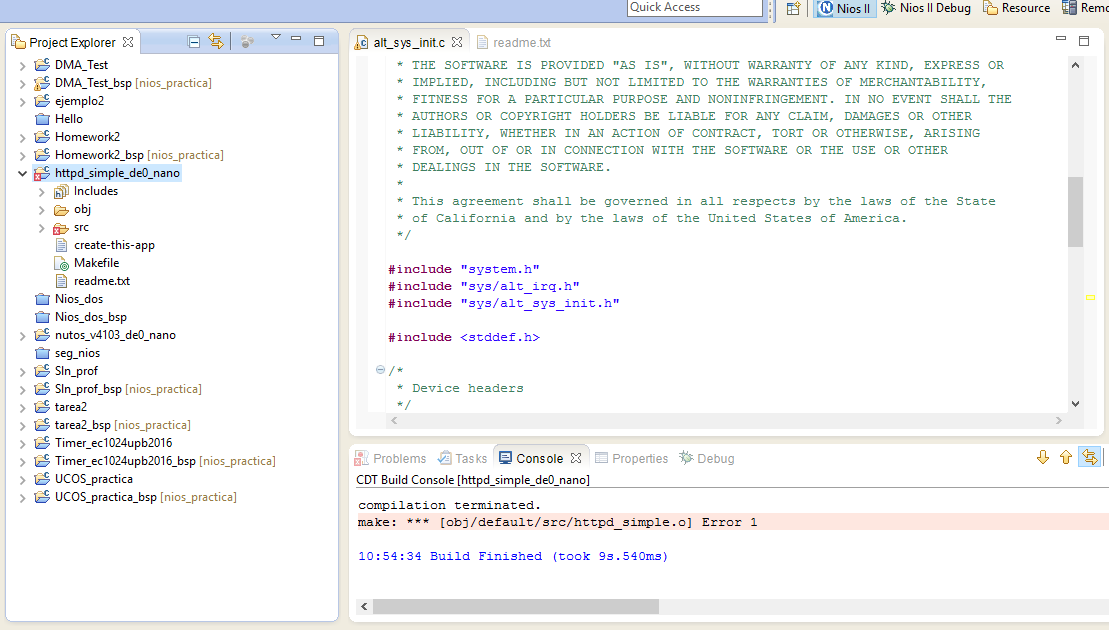 Quick Access
Nios II
Nios II Debug
Resource
Remo
Project Explorer
DMA_Test
DMA_Test_bsp [nios_practica]
ejemplo2
Hello
Homework2
Homework2_bsp [nios_practica]
httpd_simple_de0_nano
Includes
obj
src
create-this-app
Makefile
readme.txt
Nios_dos
Nios_dos_bsp
nutos_v4103_de0_nano
seg_nios
Sln_prof
Sln_prof_bsp [nios_practica]
tarea2
tarea2_bsp [nios_practica]
Timer_ec1024upb2016
Timer_ec1024upb2016_bsp [nios_practica]
UCOS_practica
UCOS_practica_bsp [nios_practica]
alt_sys_init.c
readme.txt
* THE SOFTWARE IS PROVIDED "AS IS", WITHOUT WARRANTY OF ANY KIND, EXPRESS OR
* IMPLIED, INCLUDING BUT NOT LIMITED TO THE WARRANTIES OF MERCHANTABILITY,
* FITNESS FOR A PARTICULAR PURPOSE AND NONINFRINGEMENT. IN NO EVENT SHALL THE
* AUTHORS OR COPYRIGHT HOLDERS BE LIABLE FOR ANY CLAIM, DAMAGES OR OTHER
* LIABILITY, WHETHER IN AN ACTION OF CONTRACT, TORT OR OTHERWISE, ARISING
* FROM, OUT OF OR IN CONNECTION WITH THE SOFTWARE OR THE USE OR OTHER
* DEALINGS IN THE SOFTWARE.
*
* This agreement shall be governed in all respects by the laws of the State
* of California and by the laws of the United States of America.
*/
#include "system.h"
#include "sys/alt_irq.h"
#include "sys/alt_sys_init.h"
#include <stddef.h>
/*
* Device headers
*/
Problems
Tasks
Console
Properties
Debug
CDT Build Console [httpd_simple_de0_nano]
compilation terminated.
make: *** [obj/default/src/httpd_simple.o] Error 1
10:54:34 Build Finished (took 9s.540ms)